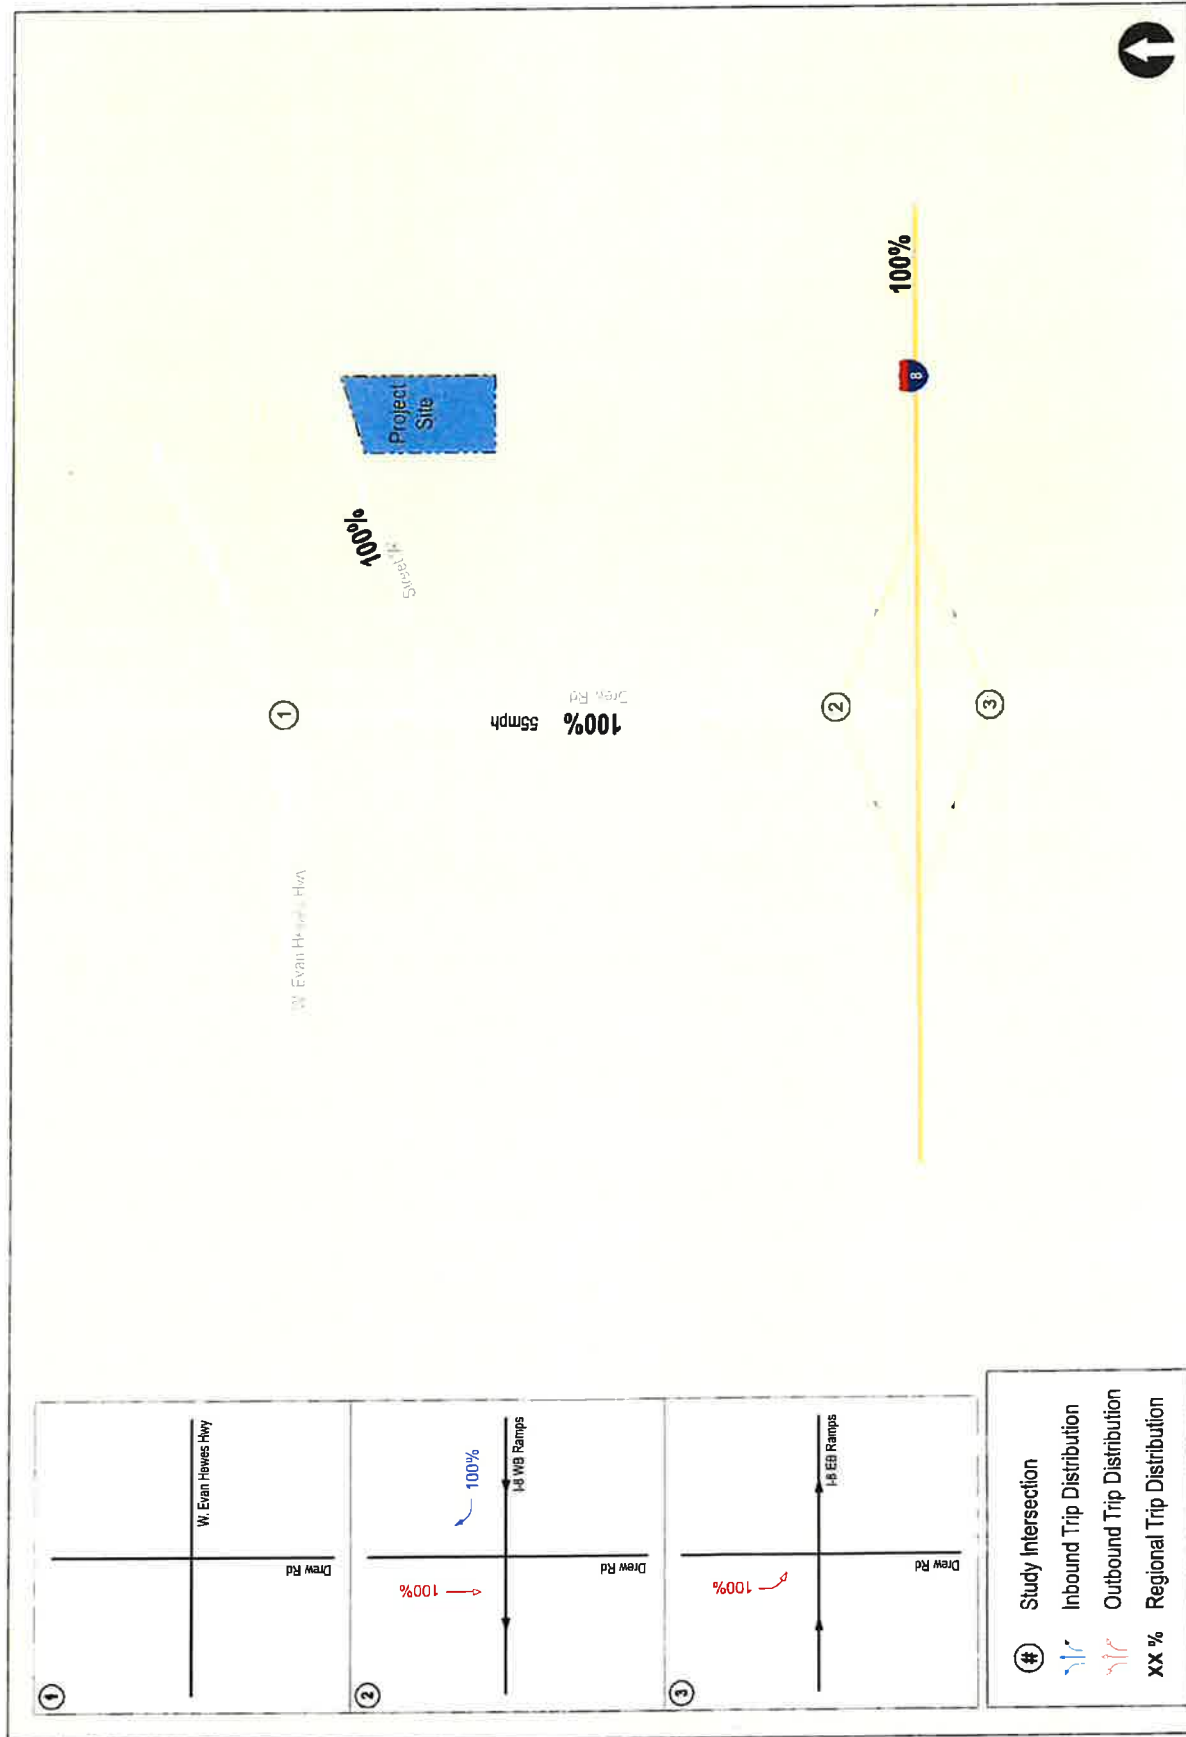 1
W. Evan Hewes Hwy
Drew Rd
2
100%
100%
I-8 WB Ramps
Drew Rd
3
100%
I-8 EB Ramps
Drew Rd
# Study Intersection
Inbound Trip Distribution
Outbound Trip Distribution
XX % Regional Trip Distribution
1
W Evan Hewes Hwy
100%
Street
Project
Site
55mph
100%
Drew Rd
2
3
8
100%